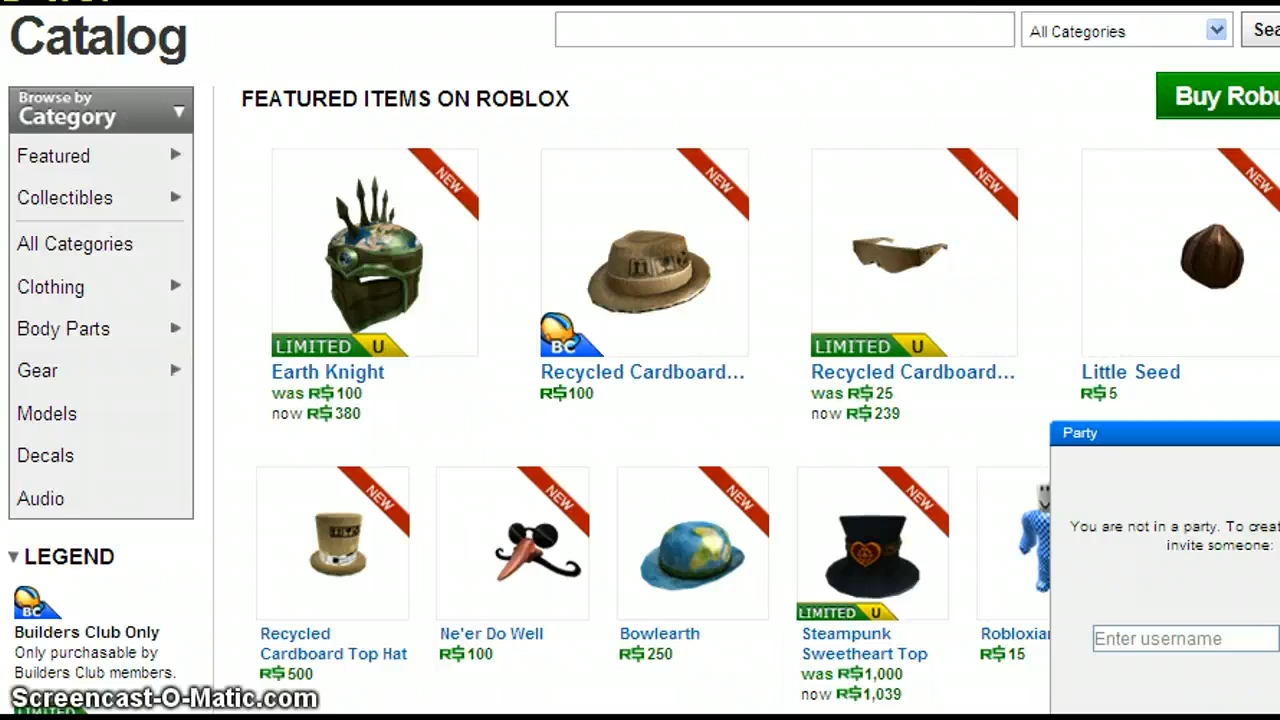 Catalog
All Categories
Sea
Browse by
Category
Featured
Collectibles
All Categories
Clothing
Body Parts
Gear
Models
Decals
Audio
LEGEND
BC
Builders Club Only
Only purchasable by
Builders Club members.
LIMITED
FEATURED ITEMS ON ROBLOX
Buy Robu
NEW
LIMITED U
Earth Knight
was R$ 100
now R$ 380
NEW
BC
Recycled Cardboard...
R$ 100
NEW
LIMITED U
Recycled Cardboard...
was R$ 25
now R$ 239
NEW
Little Seed
R$ 5
NEW
Recycled
Cardboard Top Hat
R$ 500
NEW
Ne'er Do Well
R$ 100
NEW
Bowlearth
R$ 250
NEW
LIMITED U
Steampunk
Sweetheart Top
was R$ 1,000
now R$ 1,039
Robloxia
R$ 15
Party
You are not in a party. To creat
invite someone:
Enter username
Screencast-O-Matic.com